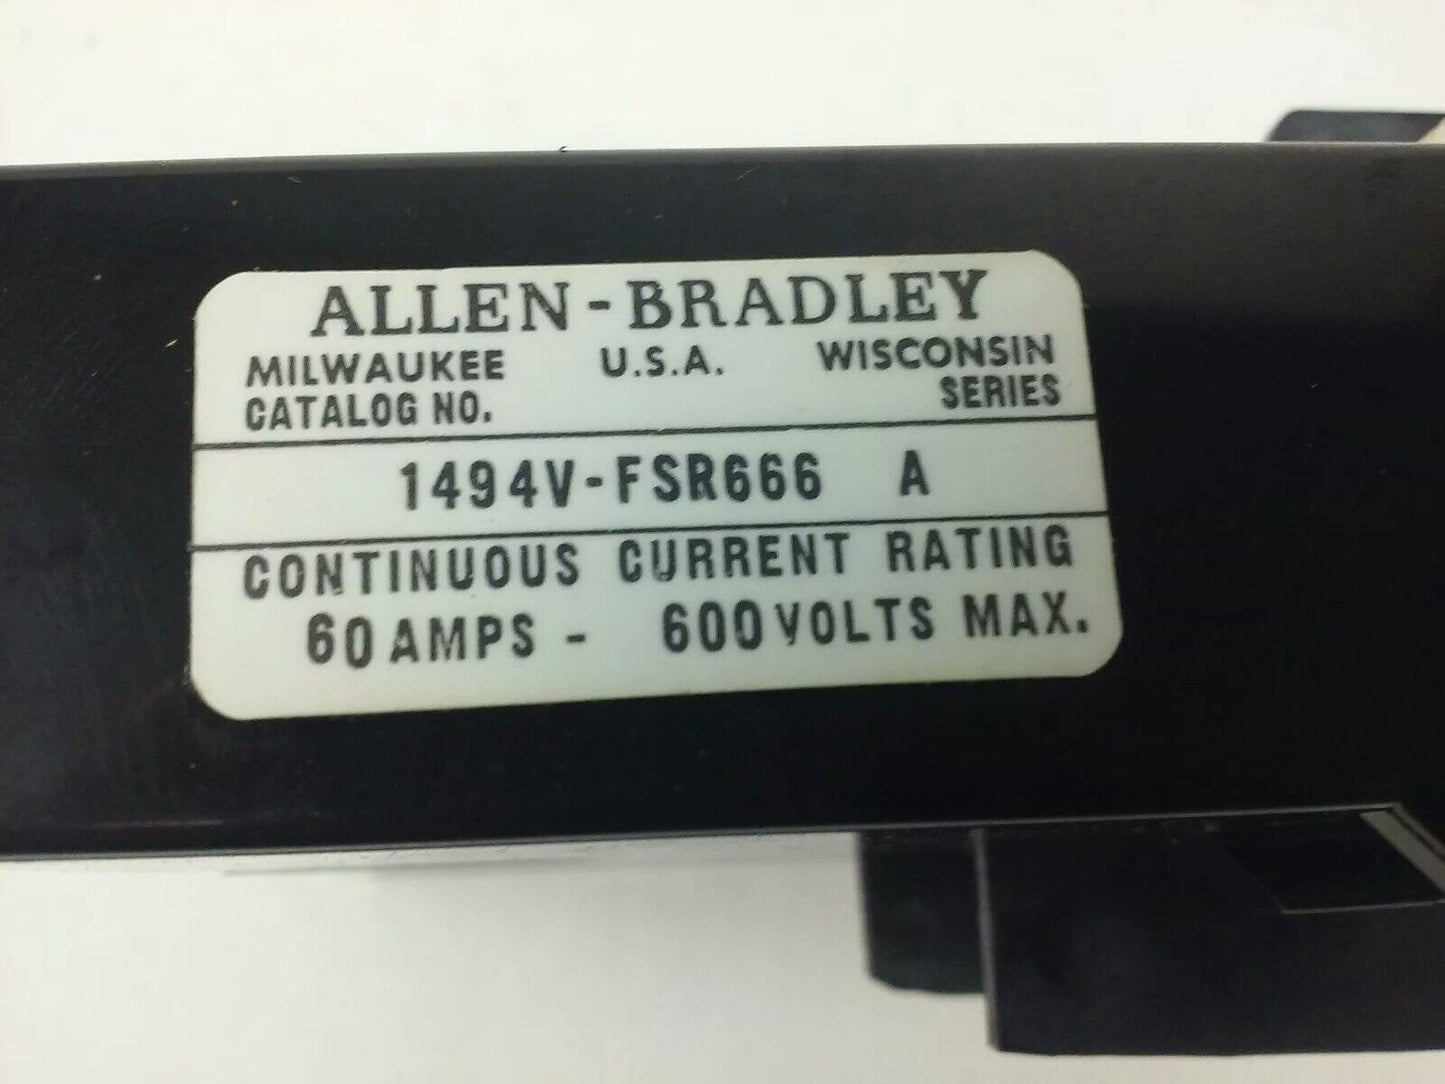 ALLEN-BRADLEY
MILWAUKEE U.S.A. WISCONSIN
CATALOG NO. SERIES
1494V-FSR666 A
CONTINUOUS CURRENT RATING
60 AMPS - 600 VOLTS MAX.